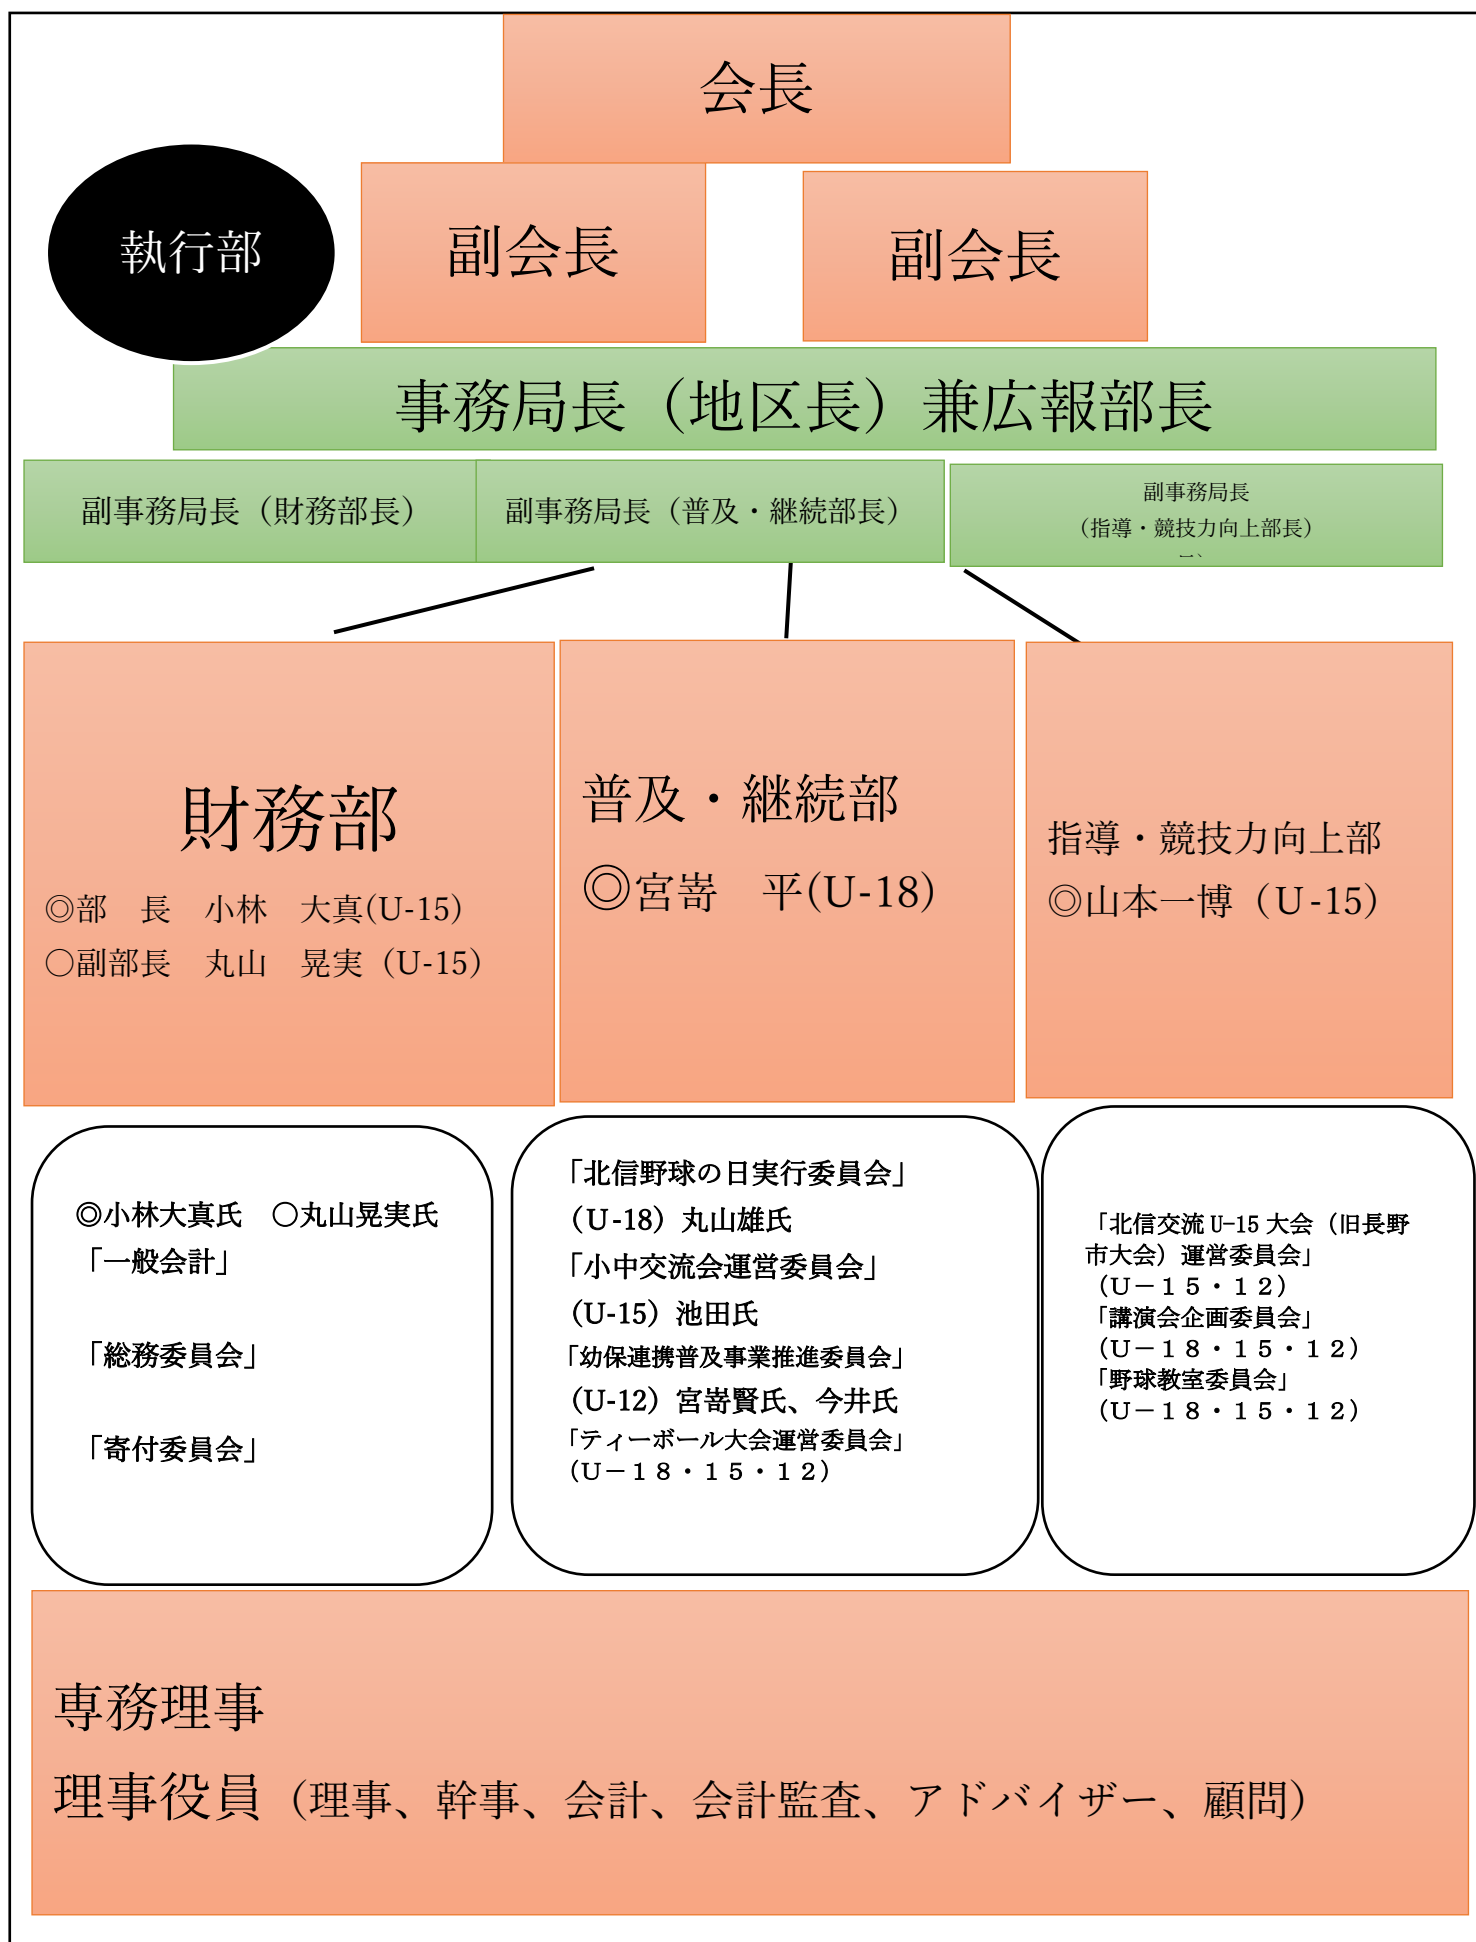 会長
執行部
副会長
副会長
事務局長（地区長）兼広報部長
副事務局長（財務部長）
副事務局長（普及・継続部長）
副事務局長
（指導・競技力向上部長）
財務部
◎部　長　小林　大真(U-15)
○副部長　丸山　晃実（U-15）
普及・継続部
◎宮嵜　平(U-18)
指導・競技力向上部
◎山本一博（Ｕ-15）
◎小林大真氏　○丸山晃実氏
「一般会計」
「総務委員会」
「寄付委員会」
「北信野球の日実行委員会」
（Ｕ-18）丸山雄氏
「小中交流会運営委員会」
（U-15）池田氏
「幼保連携普及事業推進委員会」
（U-12）宮嵜賢氏、今井氏
「ティーボール大会運営委員会」
（Ｕ－１８・１５・１２）
「北信交流 U-15 大会（旧長野
市大会）運営委員会」
（Ｕ－１５・１２）
「講演会企画委員会」
（Ｕ－１８・１５・１２）
「野球教室委員会」
（Ｕ－１８・１５・１２）
専務理事
理事役員（理事、幹事、会計、会計監査、アドバイザー、顧問）